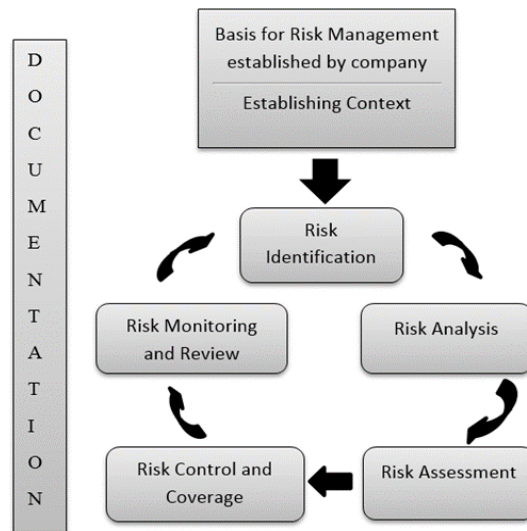 DOCUMENTATION
Basis for Risk Management
established by company
Establishing Context
Risk
Identification
Risk Analysis
Risk Assessment
Risk Control and
Coverage
Risk Monitoring
and Review